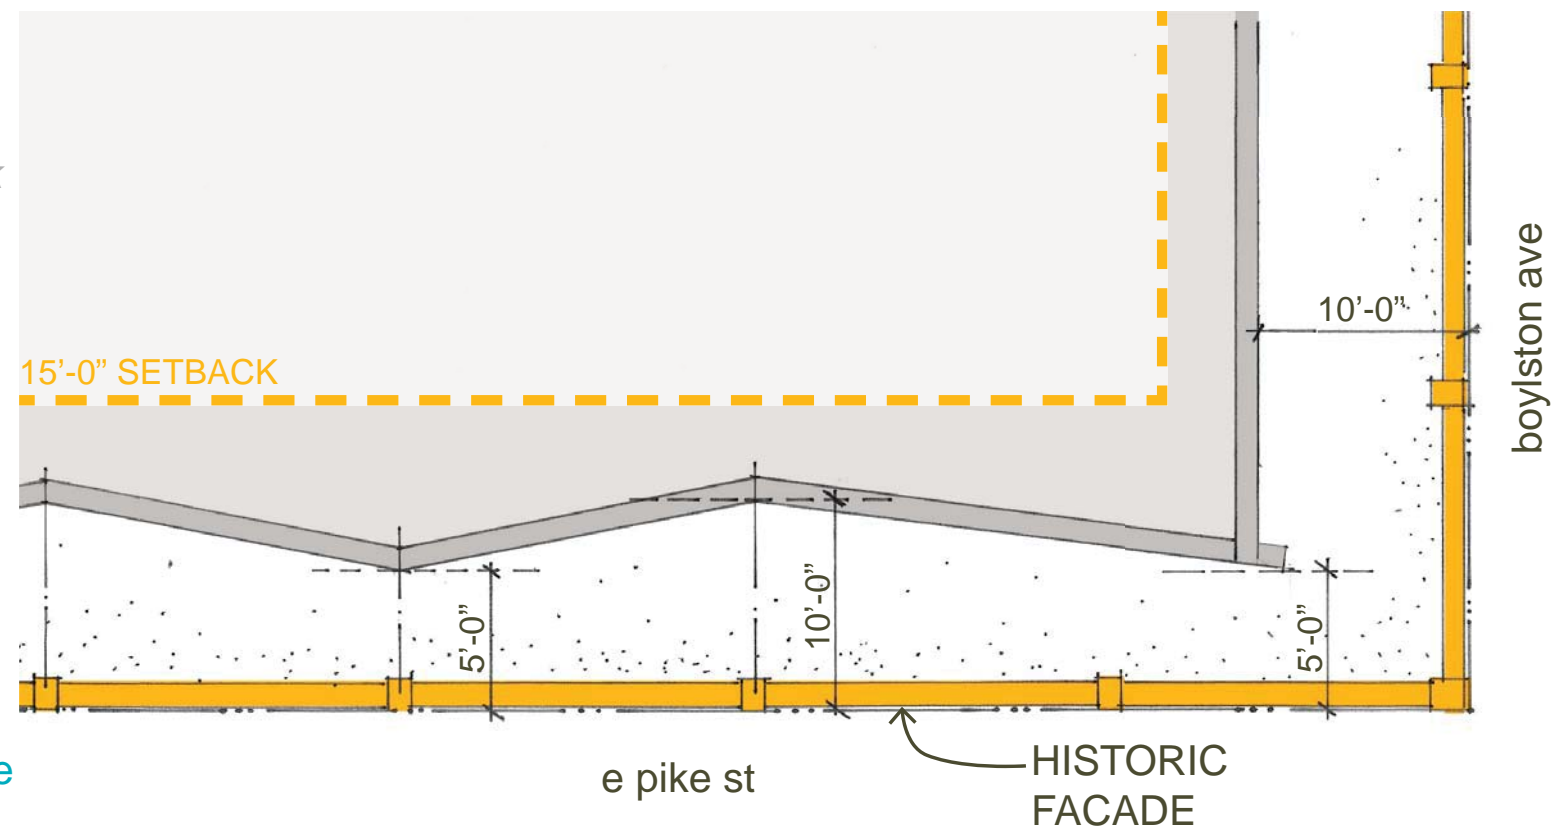 15’-0” SETBACK
10’-0”
boylston ave
5’-0”
10’-0”
5’-0”
e pike st
HISTORIC
FACADE
e